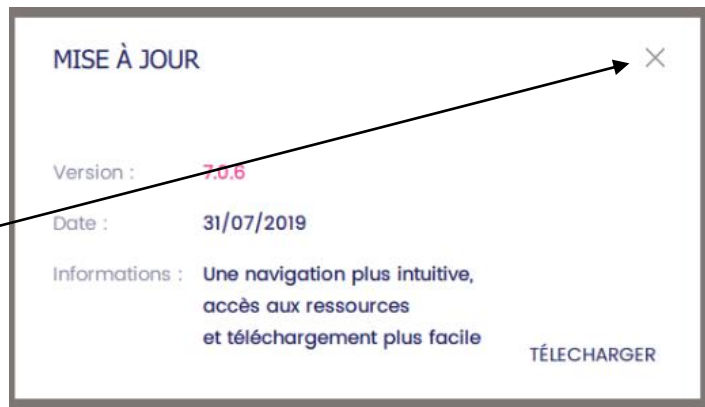 MISE À JOUR
Version : 7.0.6
Date : 31/07/2019
Informations : Une navigation plus intuitive,
accès aux ressources
et téléchargement plus facile
TÉLECHARGER